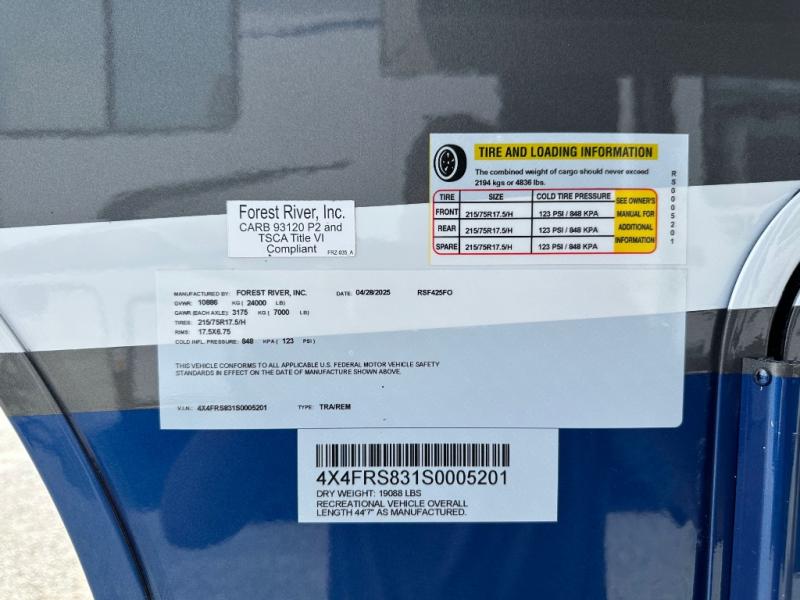 TIRE AND LOADING INFORMATION
The combined weight of cargo should never exceed
2194 kgs or 4836 lbs.
TIRE SIZE COLD TIRE PRESSURE
FRONT 215/75R17.5/H 123 PSI / 848 KPA
REAR 215/75R17.5/H 123 PSI / 848 KPA
SPARE 215/75R17.5/H 123 PSI / 848 KPA
SEE OWNER'S
MANUAL FOR
ADDITIONAL
INFORMATION
RS0005201
Forest River, Inc.
CARB 93120 P2 and
TSCA Title VI
Compliant
FRZ-035_A
MANUFACTURED BY: FOREST RIVER, INC. DATE: 04/28/2025 RSF425FO
GVWR: 10886 KG ( 24000 LB)
GAWR (EACH AXLE): 3175 KG ( 7000 LB)
TIRES: 215/75R17.5/H
RIMS: 17.5X6.75
COLD INFL. PRESSURE: 848 KPA ( 123 PSI )
THIS VEHICLE CONFORMS TO ALL APPLICABLE U.S. FEDERAL MOTOR VEHICLE SAFETY
STANDARDS IN EFFECT ON THE DATE OF MANUFACTURE SHOWN ABOVE.
V.I.N.: 4X4FRS831S0005201 TYPE: TRA/REM
4X4FRS831S0005201
DRY WEIGHT: 19088 LBS
RECREATIONAL VEHICLE OVERALL
LENGTH 44'7" AS MANUFACTURED.